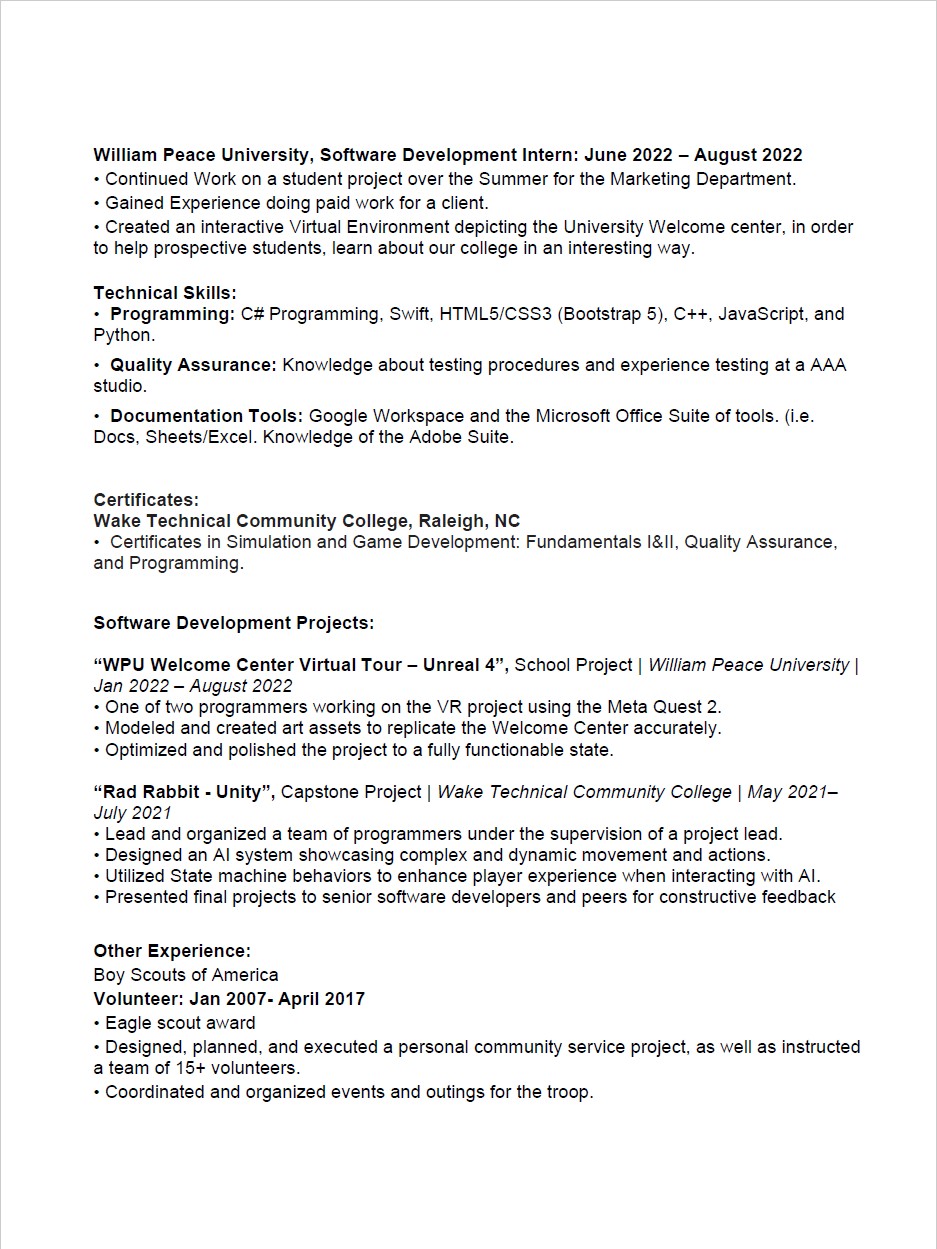 William Peace University, Software Development Intern: June 2022 – August 2022
• Continued Work on a student project over the Summer for the Marketing Department.
• Gained Experience doing paid work for a client.
• Created an interactive Virtual Environment depicting the University Welcome center, in order
to help prospective students, learn about our college in an interesting way.
Technical Skills:
• Programming: C# Programming, Swift, HTML5/CSS3 (Bootstrap 5), C++, JavaScript, and
Python.
• Quality Assurance: Knowledge about testing procedures and experience testing at a AAA
studio.
• Documentation Tools: Google Workspace and the Microsoft Office Suite of tools. (i.e.
Docs, Sheets/Excel. Knowledge of the Adobe Suite.
Certificates:
Wake Technical Community College, Raleigh, NC
• Certificates in Simulation and Game Development: Fundamentals I&II, Quality Assurance,
and Programming.
Software Development Projects:
“WPU Welcome Center Virtual Tour – Unreal 4”, School Project | William Peace University |
Jan 2022 – August 2022
• One of two programmers working on the VR project using the Meta Quest 2.
• Modeled and created art assets to replicate the Welcome Center accurately.
• Optimized and polished the project to a fully functionable state.
“Rad Rabbit - Unity”, Capstone Project | Wake Technical Community College | May 2021–
July 2021
• Lead and organized a team of programmers under the supervision of a project lead.
• Designed an AI system showcasing complex and dynamic movement and actions.
• Utilized State machine behaviors to enhance player experience when interacting with AI.
• Presented final projects to senior software developers and peers for constructive feedback
Other Experience:
Boy Scouts of America
Volunteer: Jan 2007- April 2017
• Eagle scout award
• Designed, planned, and executed a personal community service project, as well as instructed
a team of 15+ volunteers.
• Coordinated and organized events and outings for the troop.